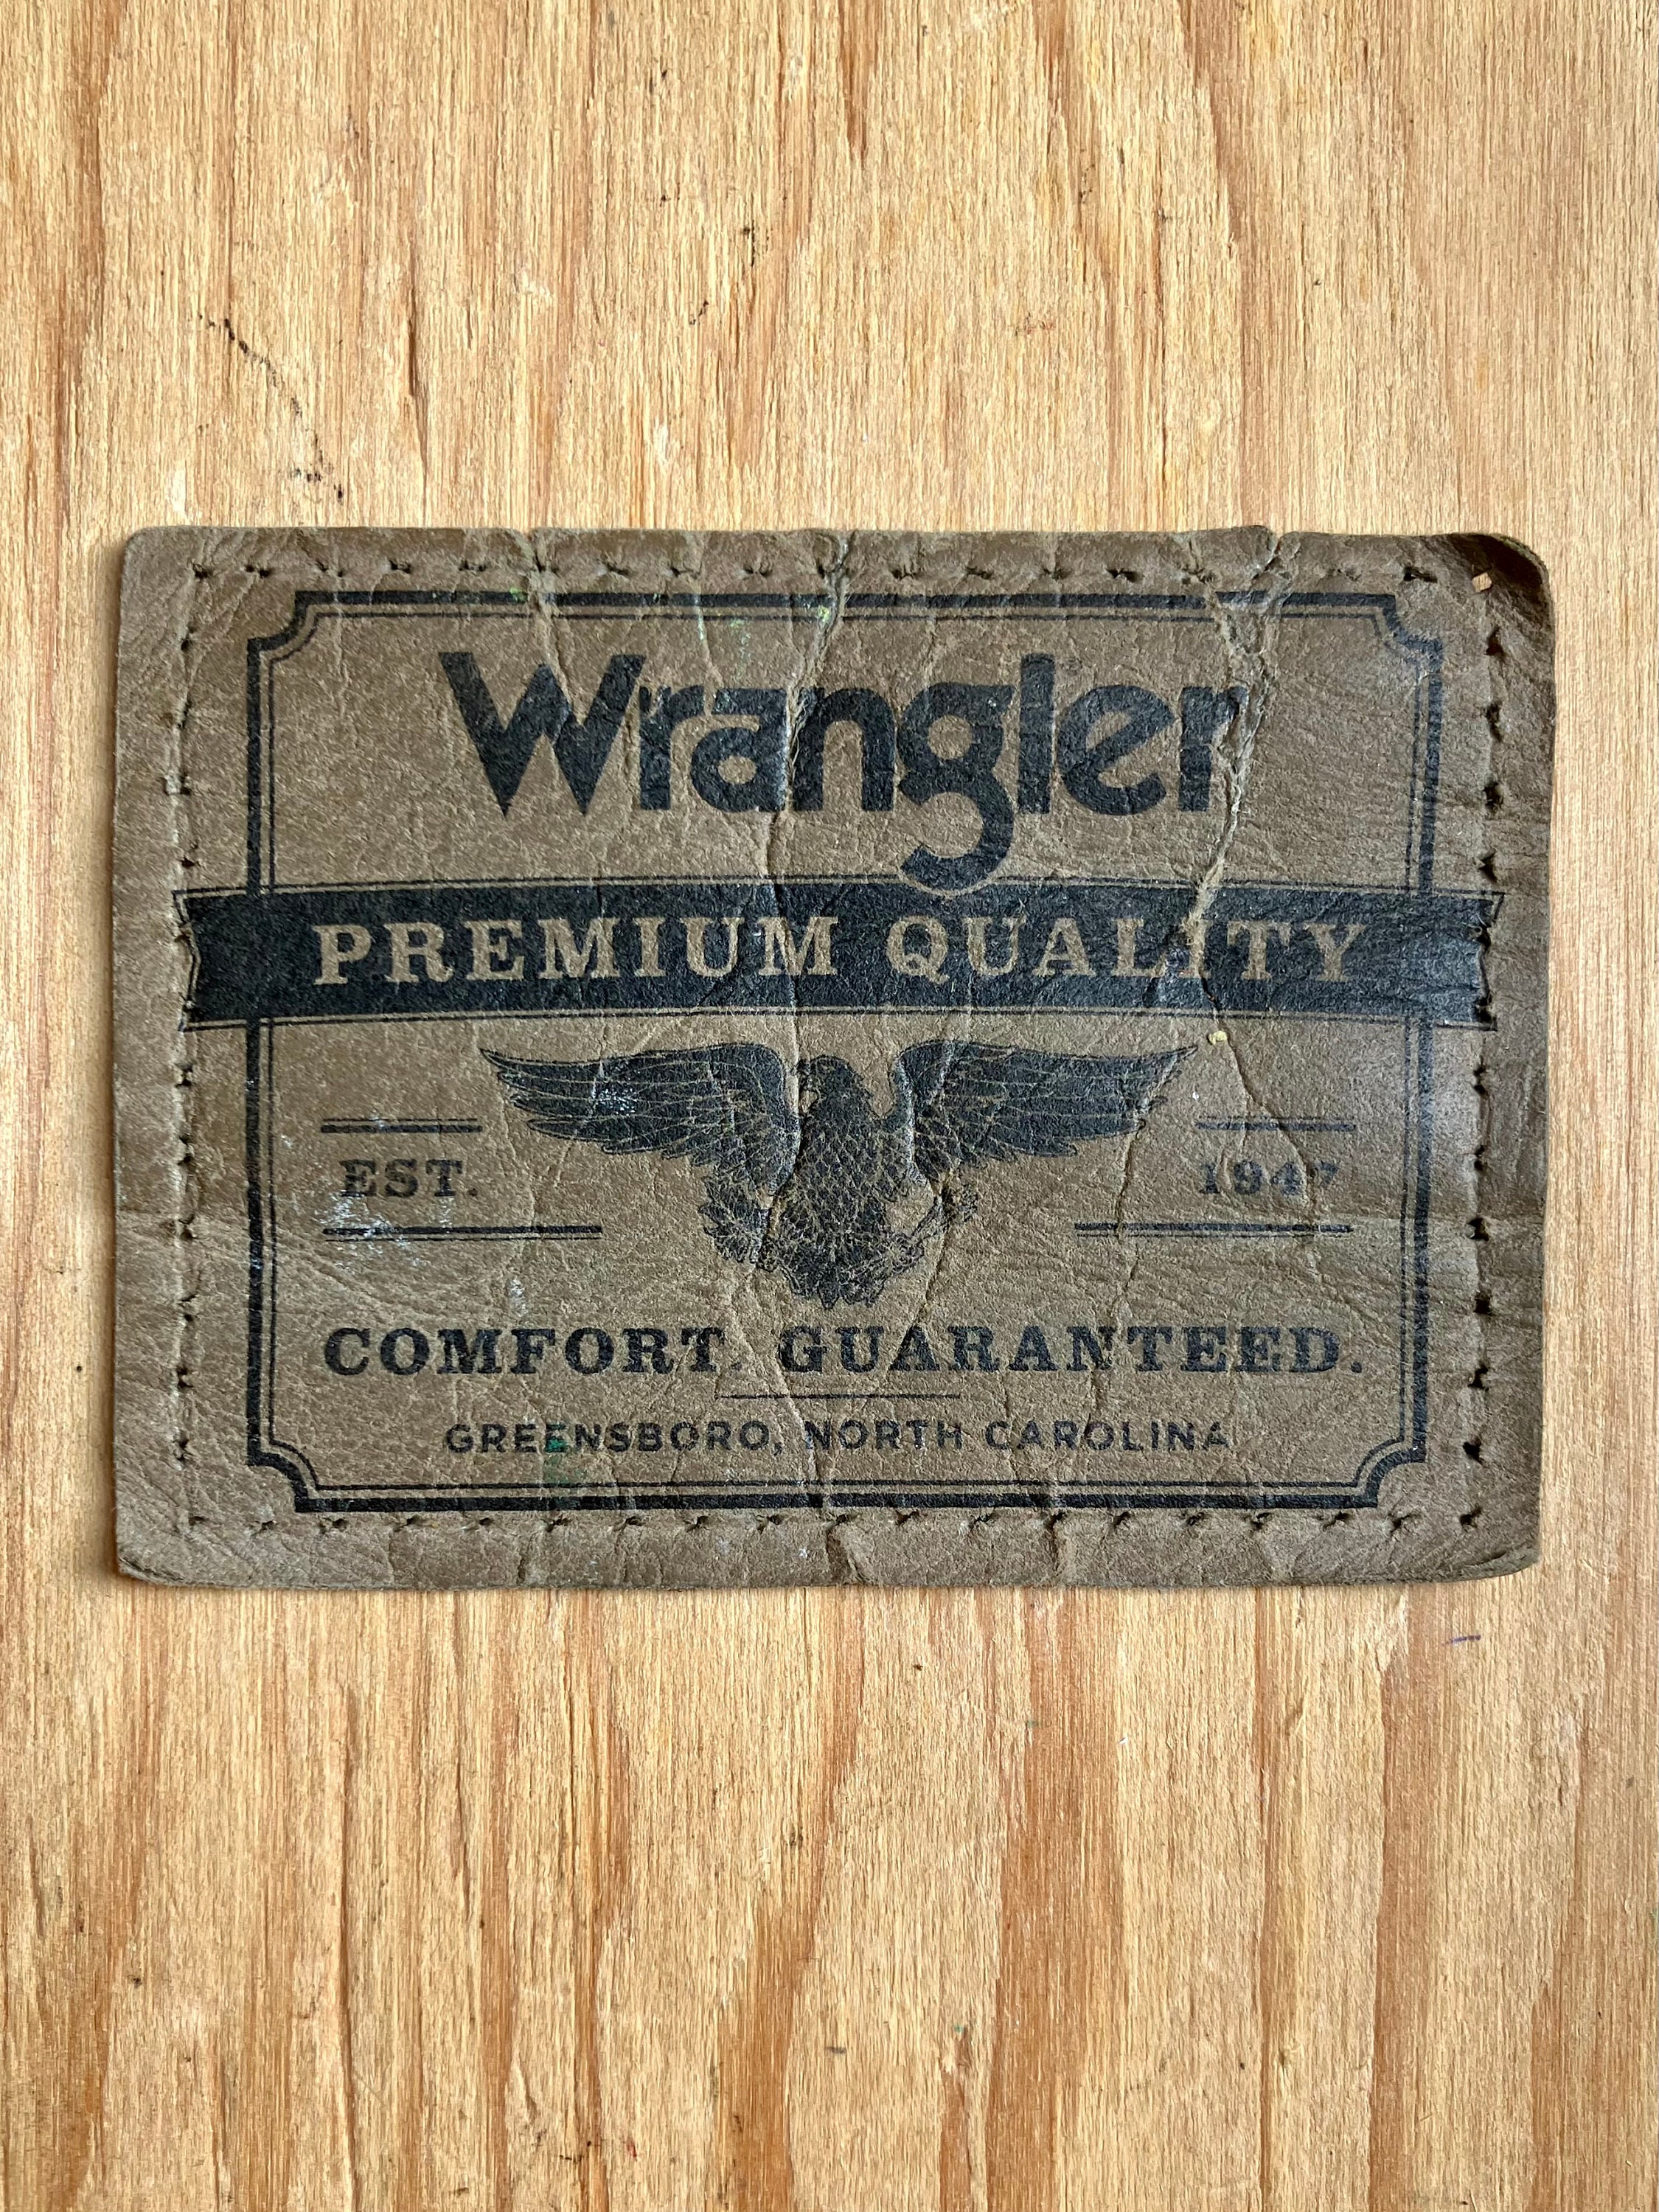 Wrangler
PREMIUM QUALITY
EST. 1947
COMFORT. GUARANTEED.
GREENSBORO, NORTH CAROLINA